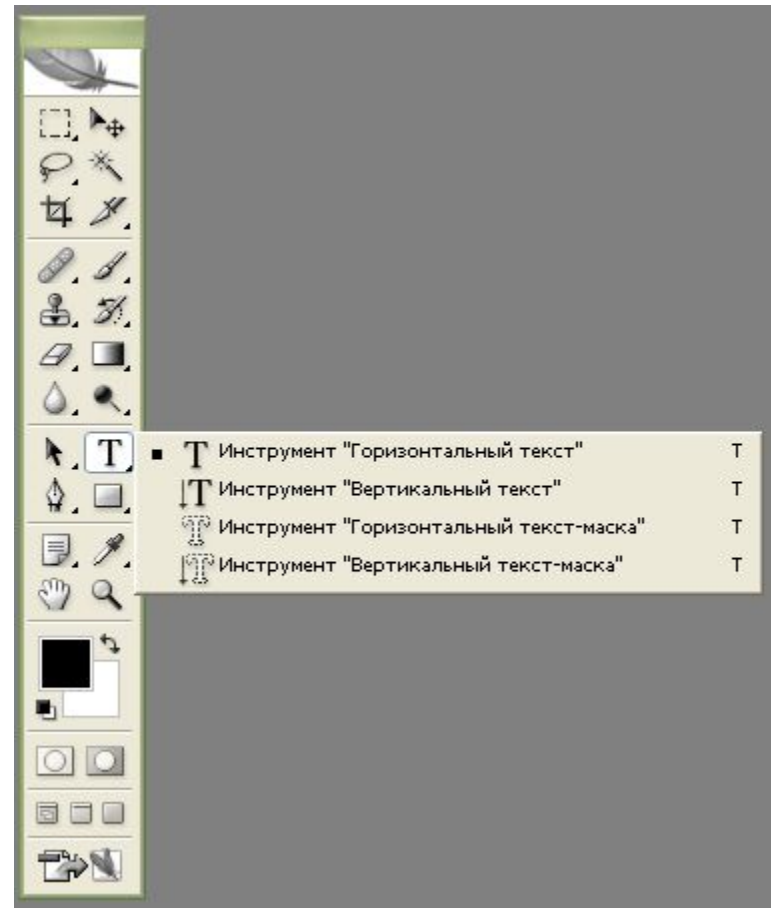 Инструмент "Горизонтальный текст" T
Инструмент "Вертикальный текст" T
Инструмент "Горизонтальный текст-маска" T
Инструмент "Вертикальный текст-маска" T